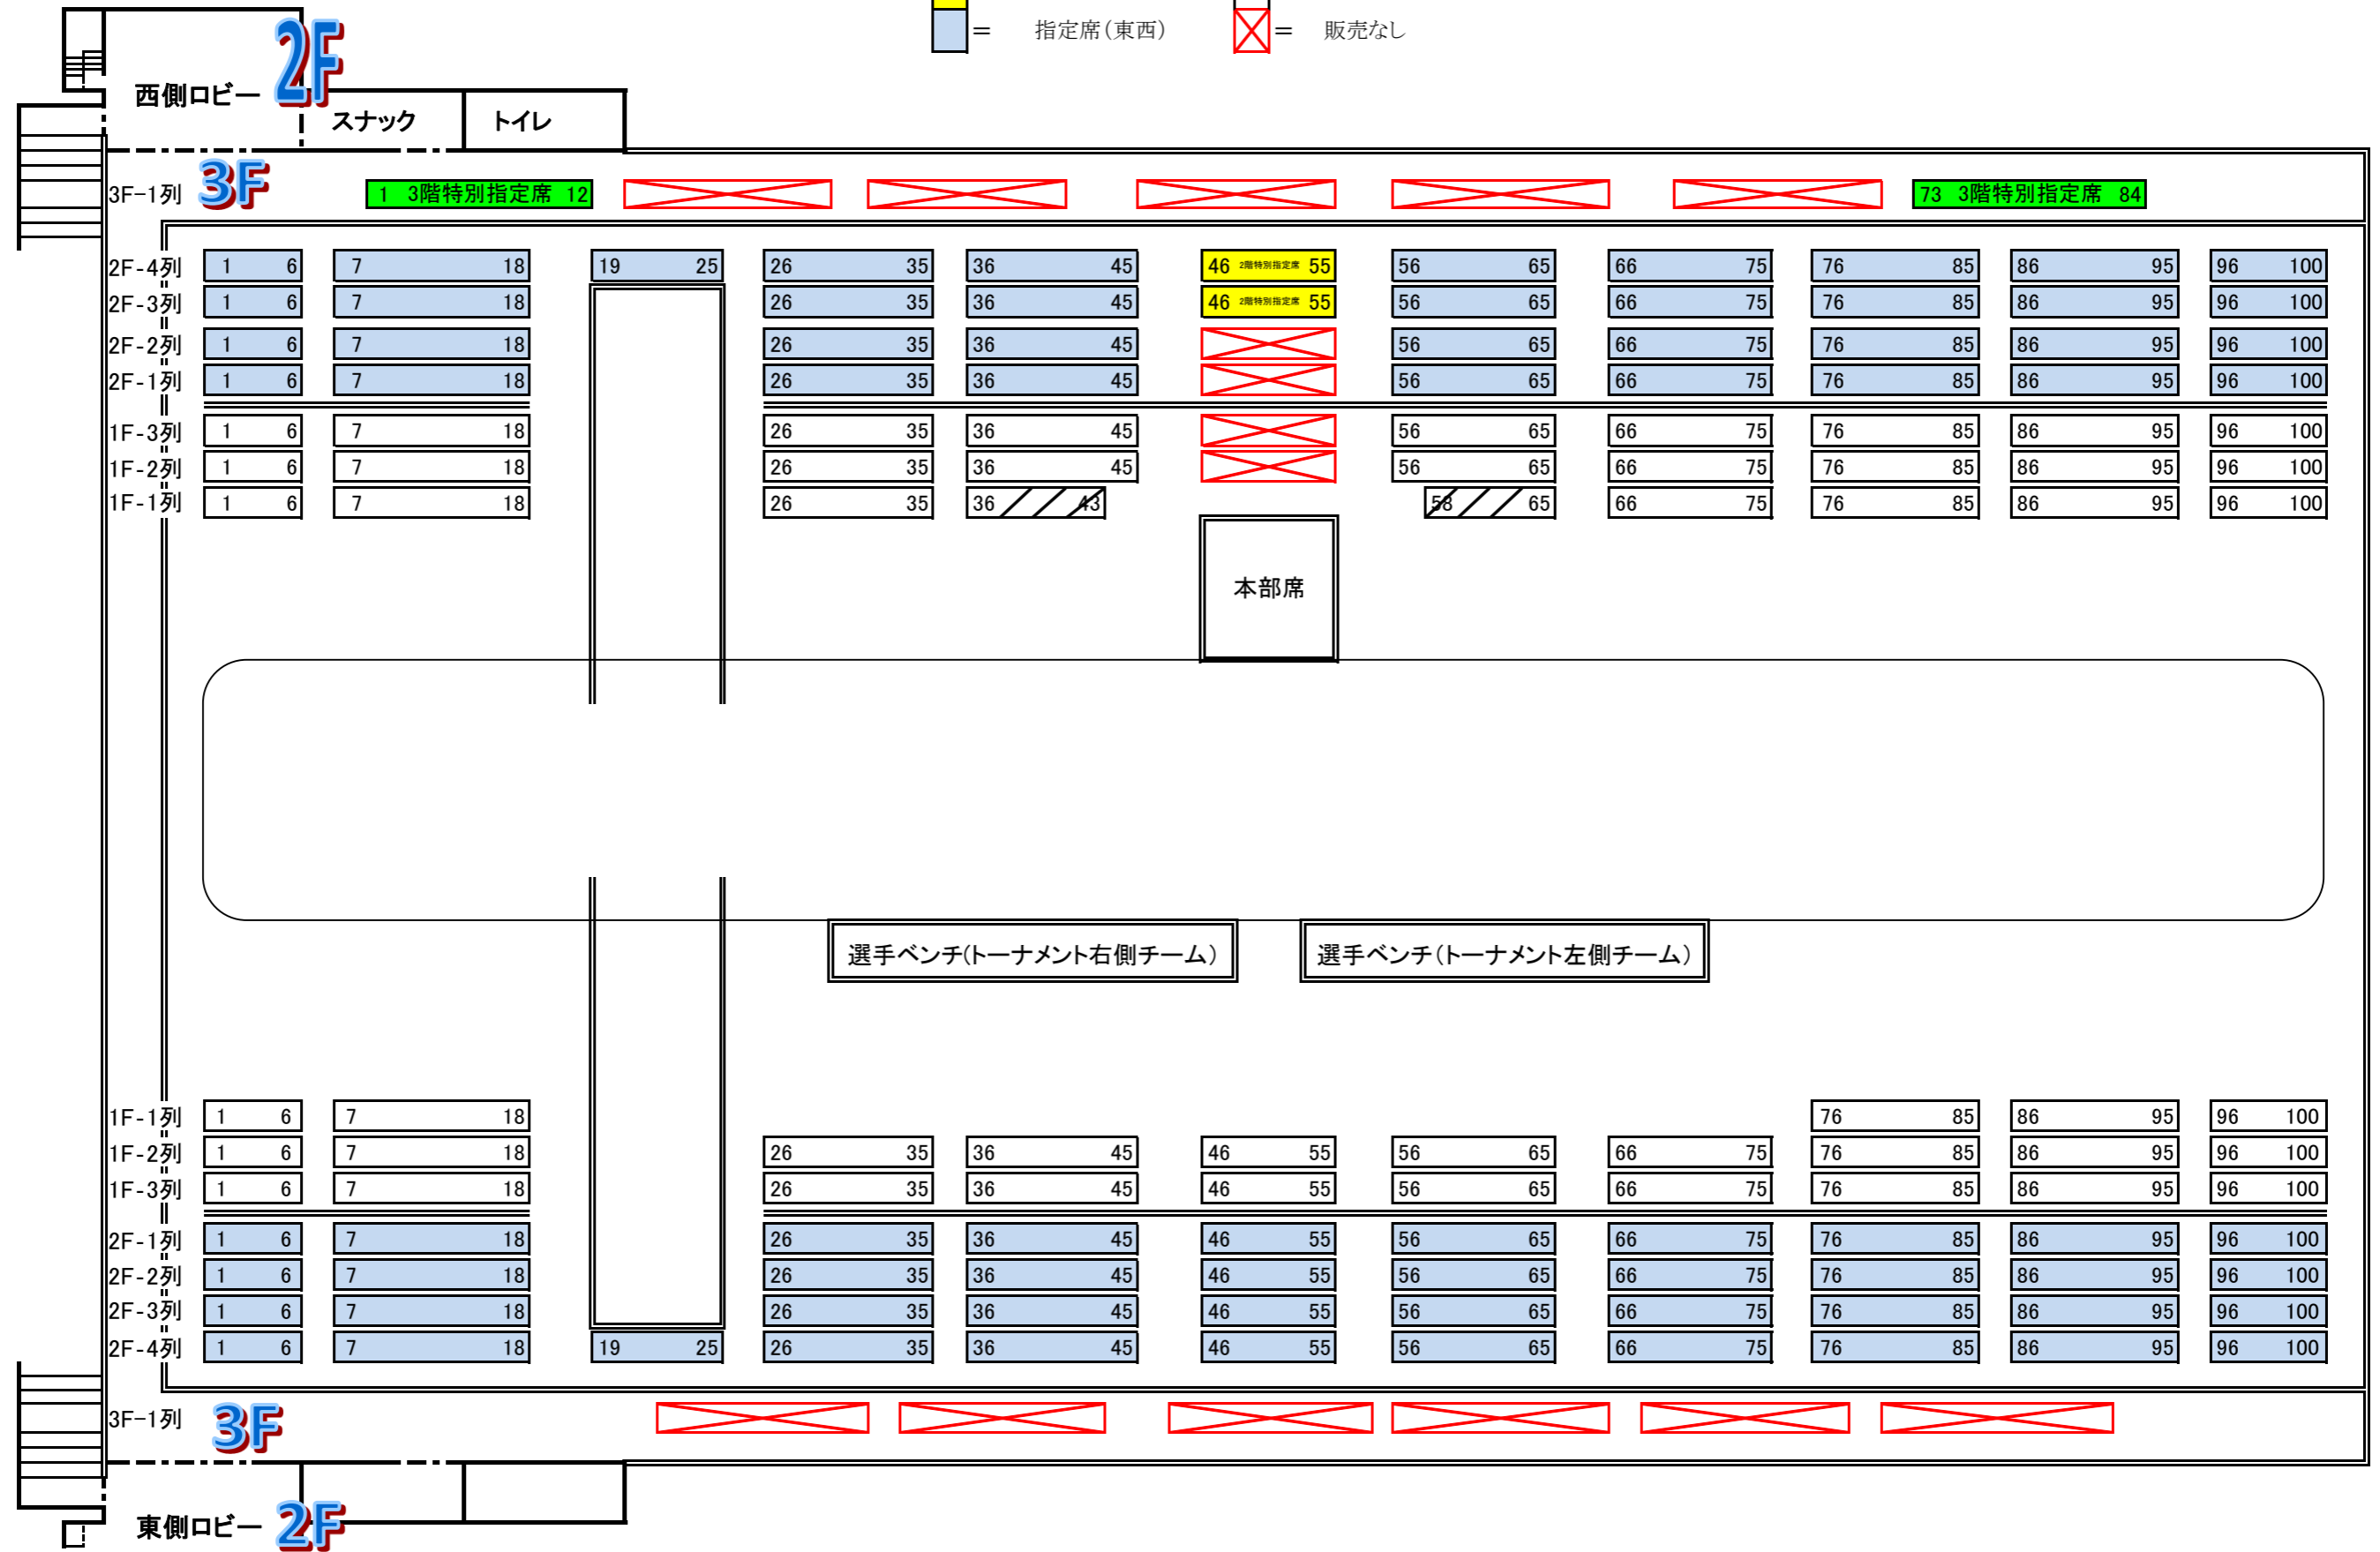 = 指定席(東西) = 販売なし
2F
西側ロビー
スナック トイレ
3F
3F-1列 1 3階特別指定席 12 73 3階特別指定席 84
2F-4列 1 6 7 18 19 25 26 35 36 45 46 2階特別指定席 55 56 65 66 75 76 85 86 95 96 100
2F-3列 1 6 7 18 26 35 36 45 46 2階特別指定席 55 56 65 66 75 76 85 86 95 96 100
2F-2列 1 6 7 18 26 35 36 45 56 65 66 75 76 85 86 95 96 100
2F-1列 1 6 7 18 26 35 36 45 56 65 66 75 76 85 86 95 96 100
1F-3列 1 6 7 18 26 35 36 45 56 65 66 75 76 85 86 95 96 100
1F-2列 1 6 7 18 26 35 36 45 56 65 66 75 76 85 86 95 96 100
1F-1列 1 6 7 18 26 35 36 43 58 65 66 75 76 85 86 95 96 100
本部席
選手ベンチ(トーナメント右側チーム) 選手ベンチ(トーナメント左側チーム)
1F-1列 1 6 7 18 76 85 86 95 96 100
1F-2列 1 6 7 18 26 35 36 45 46 55 56 65 66 75 76 85 86 95 96 100
1F-3列 1 6 7 18 26 35 36 45 46 55 56 65 66 75 76 85 86 95 96 100
2F-1列 1 6 7 18 26 35 36 45 46 55 56 65 66 75 76 85 86 95 96 100
2F-2列 1 6 7 18 26 35 36 45 46 55 56 65 66 75 76 85 86 95 96 100
2F-3列 1 6 7 18 26 35 36 45 46 55 56 65 66 75 76 85 86 95 96 100
2F-4列 1 6 7 18 19 25 26 35 36 45 46 55 56 65 66 75 76 85 86 95 96 100
3F-1列 3F
東側ロビー 2F